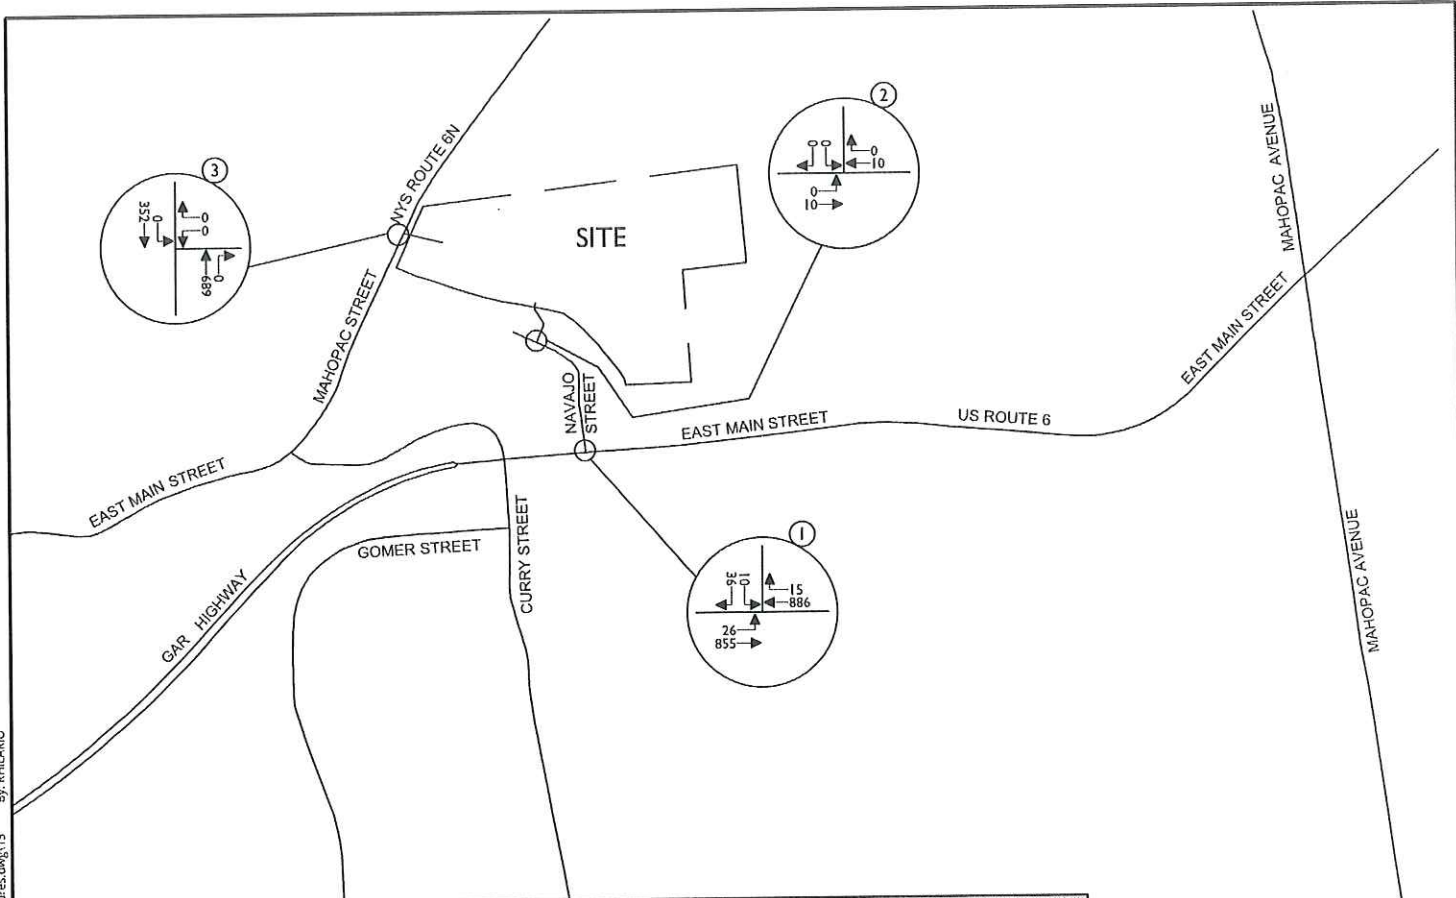 2
0
0
0
10
0
10
3
352
0
0
0
689
0
NYS ROUTE 6N
SITE
MAHOPAC AVENUE
MAHOPAC STREET
EAST MAIN STREET
NAVAJO
STREET
EAST MAIN STREET
US ROUTE 6
EAST MAIN STREET
GOMER STREET
CURRY STREET
GAR HIGHWAY
1
39
10
15
886
26
855
MAHOPAC AVENUE